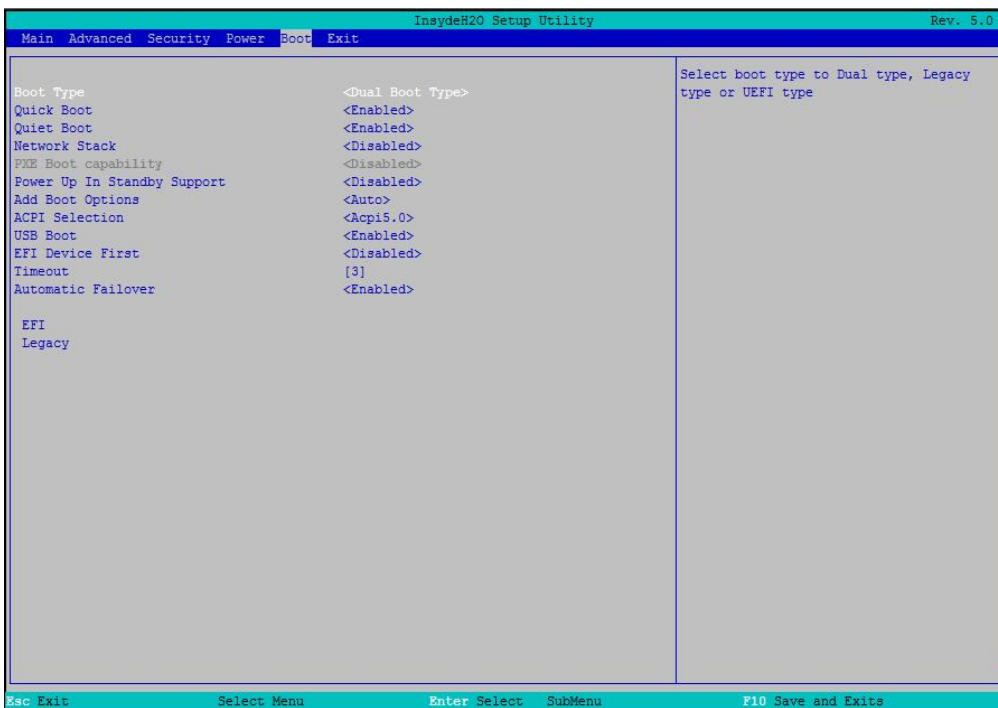 InsydeH2O Setup Utility Rev. 5.0
Main Advanced Security Power Boot Exit
Boot Type <Dual Boot Type>
Quick Boot <Enabled>
Quiet Boot <Enabled>
Network Stack <Disabled>
PXE Boot capability <Disabled>
Power Up In Standby Support <Disabled>
Add Boot Options <Auto>
ACPI Selection <Acpi5.0>
USB Boot <Enabled>
EFI Device First <Disabled>
Timeout [3]
Automatic Failover <Enabled>
EFI
Legacy
Select boot type to Dual type, Legacy
type or UEFI type
Esc Exit Select Menu Enter Select SubMenu F10 Save and Exits